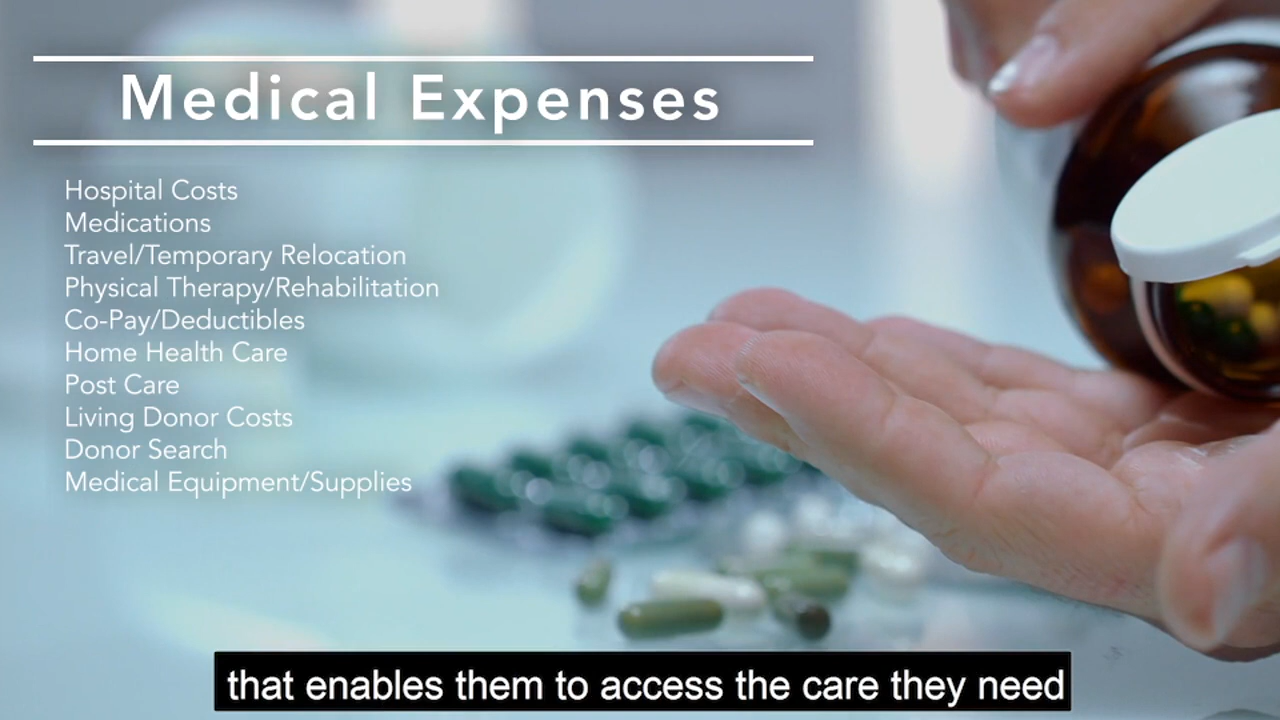 Medical Expenses
Hospital Costs
Medications
Travel/Temporary Relocation
Physical Therapy/Rehabilitation
Co-Pay/Deductibles
Home Health Care
Post Care
Living Donor Costs
Donor Search
Medical Equipment/Supplies
that enables them to access the care they need